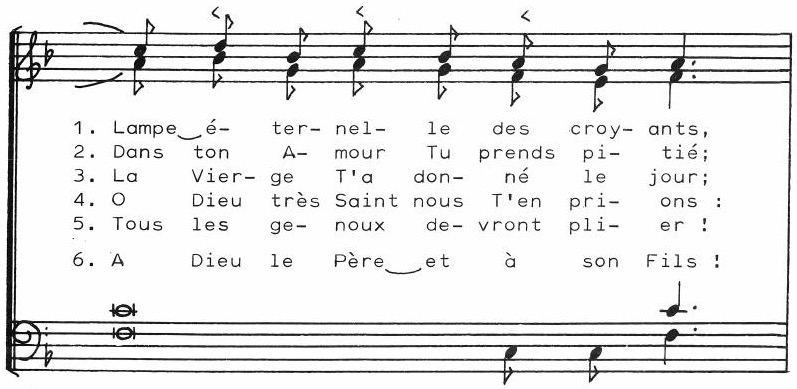 1. Lampe‿é- ter- nel- le des croy- ants,
2. Dans ton A- mour Tu prends pi- tié;
3. La Vier- ge T'a don- né le jour;
4. O Dieu très Saint nous T'en pri- ons :
5. Tous les ge- noux de- vront pli- er !
6. A Dieu le Père‿et à son Fils !